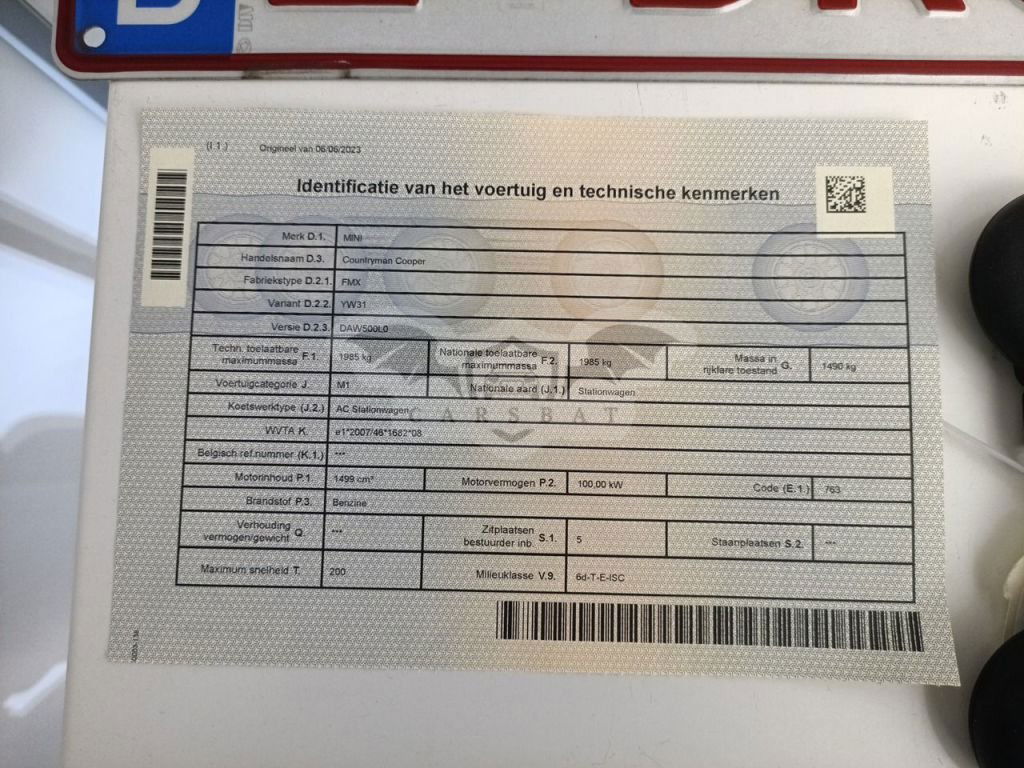 B
(I 1 ) Origineel van 06/06/2023
Identificatie van het voertuig en technische kenmerken
Merk D.1. MINI
Handelsnaam D.3. Countryman Cooper
Fabriekstype D.2.1. FMX
Variant D.2.2. YW31
Versie D.2.3. DAW500L0
Techn. toelaatbare maximummassa F.1. 1985 kg Nationale toelaatbare maximummassa F.2. 1985 kg Massa in rijklare toestand G. 1490 kg
Voertuigcategorie J. M1 Nationale aard (J.1.) Stationwagen
Koetswerktype (J.2.) AC Stationwagen
CARSBAT
WVTA K. e1*2007/46*1682*08
Belgisch ref.nummer (K.1.) ---
Motorinhoud P.1. 1499 cm³ Motorvermogen P.2. 100,00 kW Code (E.1.) 763
Brandstof P.3. Benzine
Verhouding vermogen/gewicht Q. --- Zitplaatsen bestuurder inb. S.1. 5 Staanplaatsen S.2. ---
Maximum snelheid T. 200 Milieuklasse V.9. 6d-T-E-ISC